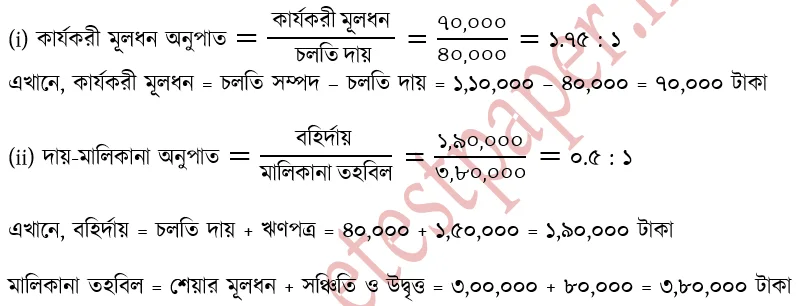 (i) কার্যকরী মূলধন অনুপাত = কার্যকরী মূলধন / চলতি দায় = ৭০,০০০ / ৪০,০০০ = ১.৭৫ : ১
এখানে, কার্যকরী মূলধন = চলতি সম্পদ – চলতি দায় = ১,১০,০০০ – ৪০,০০০ = ৭০,০০০ টাকা
(ii) দায়-মালিকানা অনুপাত = বহির্দায় / মালিকানা তহবিল = ১,৯০,০০০ / ৩,৮০,০০০ = ০.৫ : ১
এখানে, বহির্দায় = চলতি দায় + ঋণপত্র = ৪০,০০০ + ১,৫০,০০০ = ১,৯০,০০০ টাকা
মালিকানা তহবিল = শেয়ার মূলধন + সঞ্চিতি ও উদ্বৃত্ত = ৩,০০,০০০ + ৮০,০০০ = ৩,৮০,০০০ টাকা